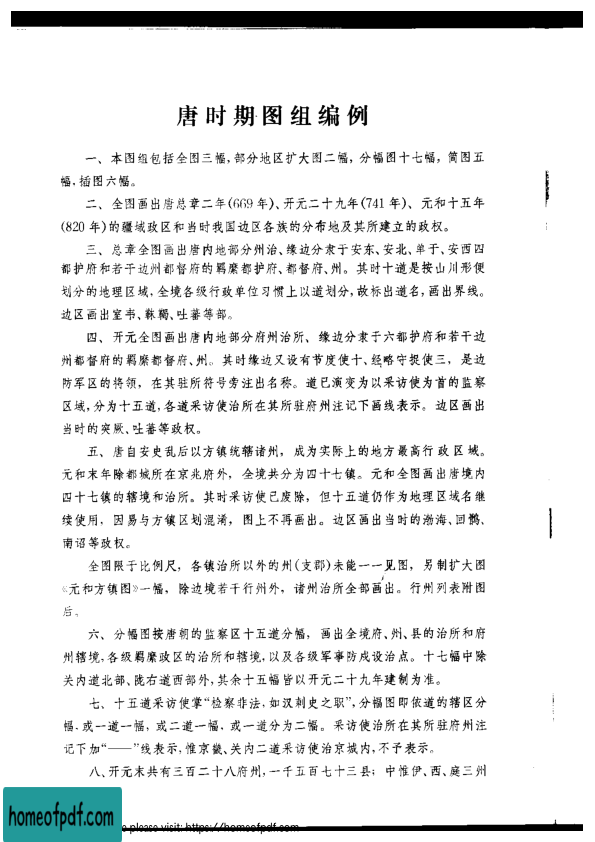 唐时期图组编例
一、本图组包括全图三幅，部分地区扩大图二幅，分幅图十七幅，简图五
幅，插图六幅。
二、全图画出唐总章二年(669年)、开元二十九年(741年)、元和十五年
(820年)的疆域政区和当时我国边区各族的分布地及其所建立的政权。
三、总章全图画出唐内地部分州治、缘边分隶于安东、安北、单于、安西四
都护府和若干边州都督府的羁縻都护府、都督府、州。其时十道是按山川形便
划分的地理区域，全境各级行政单位习惯上以道划分，故标出道名，画出界线。
边区画出室韦、靺鞨、吐蕃等部。
四、开元全图画出唐内地部分府州治所、缘边分隶于六都护府和若干边
州都督府的羁縻都督府、州。其时缘边又设有节度使十、经略守捉使三，是边
防军区的将领，在其驻所符号旁注出名称。道已演变为以采访使为首的监察
区域，分为十五道，各道采访使治所在其所驻府州注记下画线表示。边区画出
当时的突厥、吐蕃等政权。
五、唐自安史乱后以方镇统辖诸州，成为实际上的地方最高行政区域。
元和末年除都城所在京兆府外，全境共分为四十七镇。元和全图画出唐境内
四十七镇的辖境和治所。其时采访使已废除，但十五道仍作为地理区域名继
续使用，因易与方镇区划混淆，图上不再画出。边区画出当时的渤海、回鹘、
南诏等政权。
全图限于比例尺，各镇治所以外的州(支郡)未能一一见图，另制扩大图
《元和方镇图》一幅，除边境若干行州外，诸州治所全部画出。行州列表附图
后。
六、分幅图按唐朝的监察区十五道分幅，画出全境府、州、县的治所和府
州辖境，各级羁縻政区的治所和辖境，以及各级军事防戍设治点。十七幅中除
关内道北部、陇右道西部外，其余十五幅皆以开元二十九年建制为准。
七、十五道采访使掌“检察非法，如汉刺史之职”，分幅图即依道的辖区分
幅，或一道一幅，或二道一幅，或一道分为二幅。采访使治所在其所驻府州注
记下加“——”线表示，惟京畿、关内二道采访使治京城内，不予表示。
八、开元末共有三百二十八府州，一千五百七十三县；中惟伊、西、庭三州
homeofpdf.com
e please visit: https://homeofpdf.com